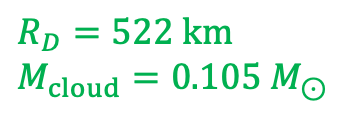 R_D = 522 km
M_cloud = 0.105 M_⊙